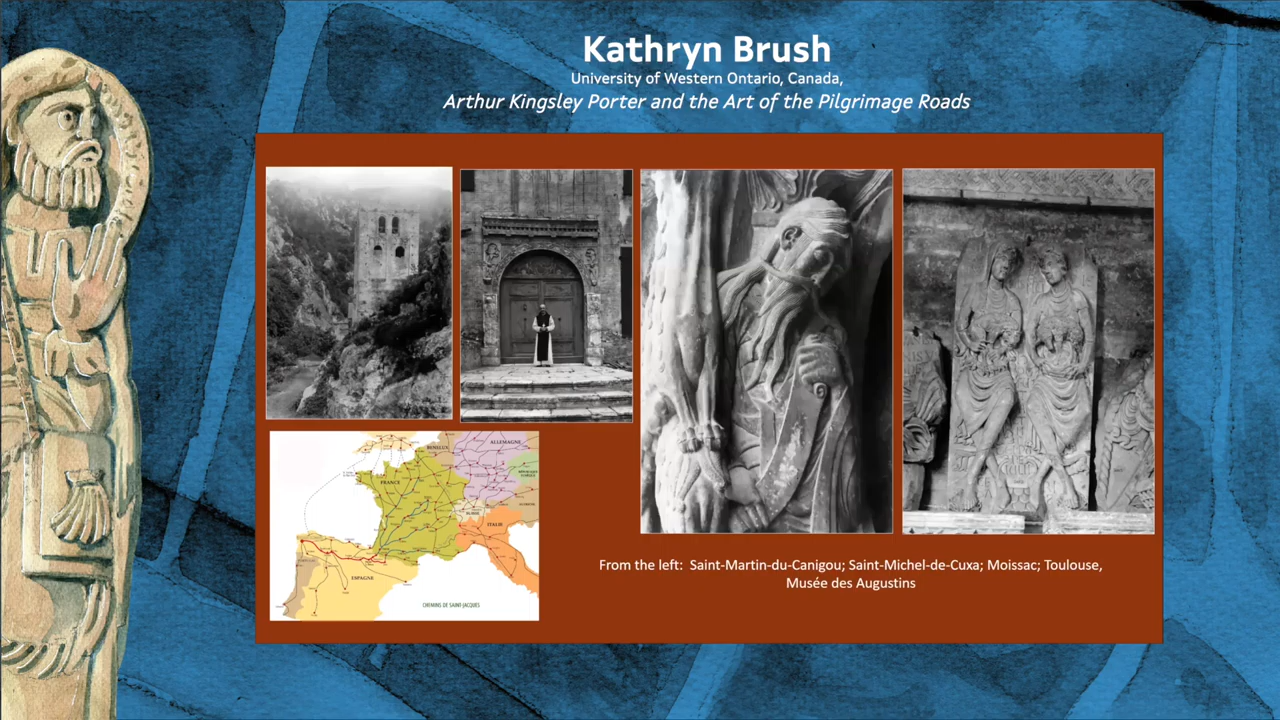 Kathryn Brush
University of Western Ontario, Canada,
Arthur Kingsley Porter and the Art of the Pilgrimage Roads
BENELUX
ALLEMAGNE
FRANCE
ITALIE
ESPAGNE
CHEMINS DE SAINT-JACQUES
From the left: Saint-Martin-du-Canigou; Saint-Michel-de-Cuxa; Moissac; Toulouse,
Musée des Augustins